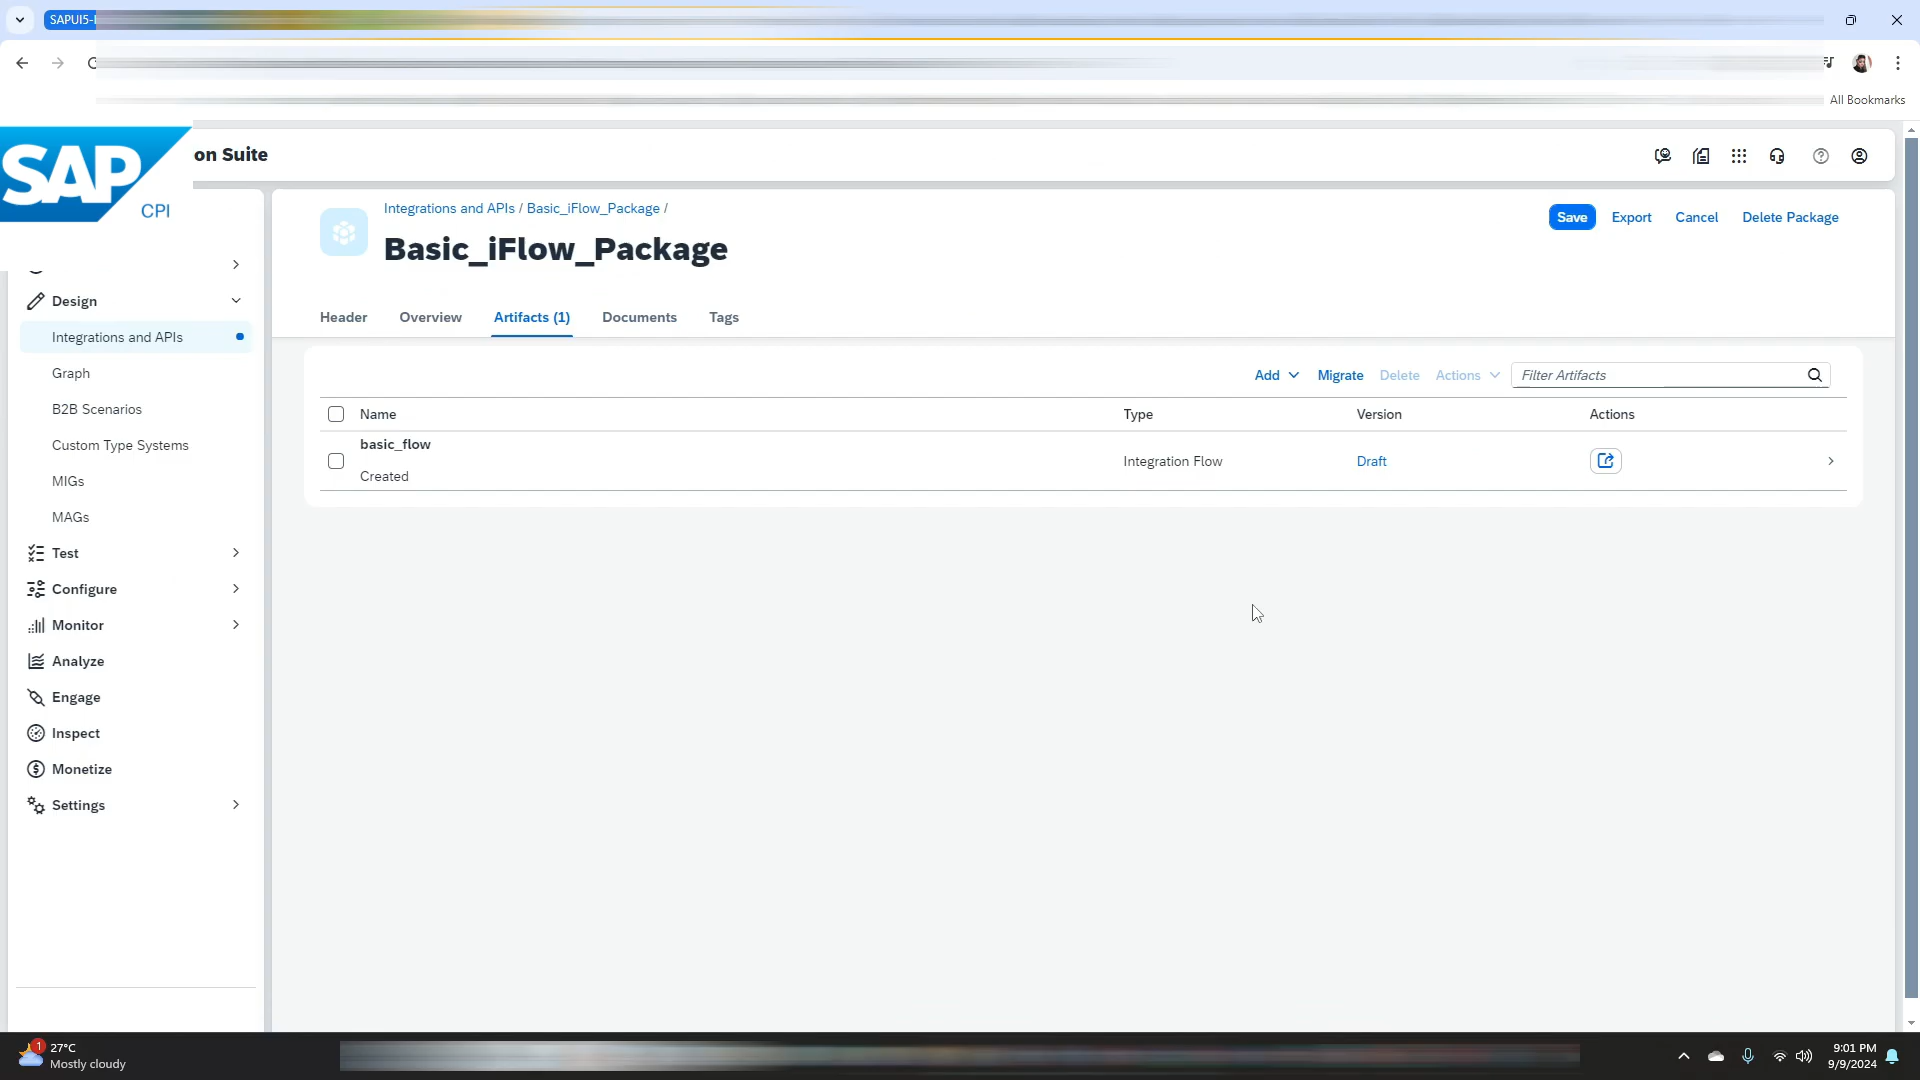 SAPUI5-
All Bookmarks
SAP
CPI
on Suite
Integrations and APIs / Basic_iFlow_Package /
Basic_iFlow_Package
Save Export Cancel Delete Package
Header Overview Artifacts (1) Documents Tags
Design
Integrations and APIs
Graph
B2B Scenarios
Custom Type Systems
MIGs
MAGs
Test
Configure
Monitor
Analyze
Engage
Inspect
Monetize
Settings
Add Migrate Delete Actions Filter Artifacts
Name Type Version Actions
basic_flow
Created
Integration Flow Draft
1
27°C
Mostly cloudy
9:01 PM
9/9/2024